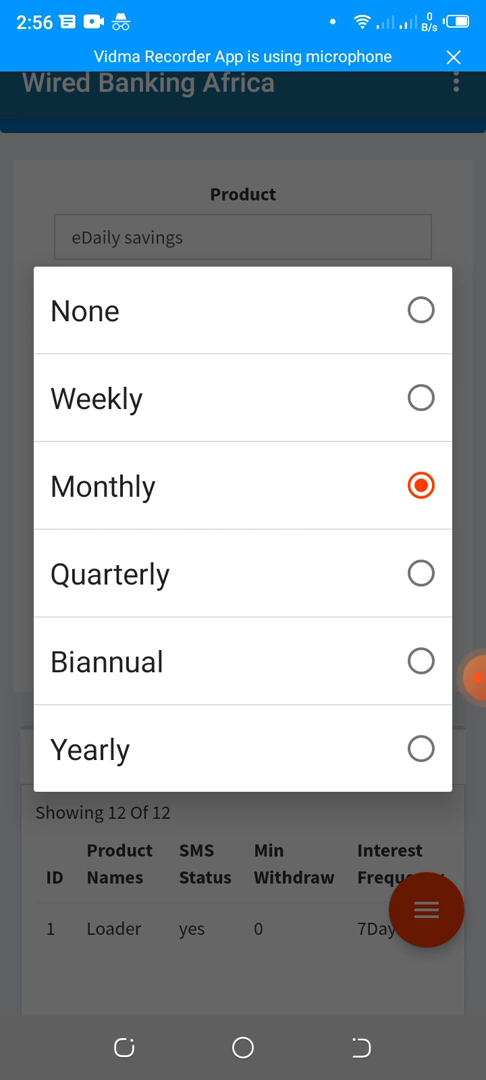 2:56
0
B/s
Vidma Recorder App is using microphone
Wired Banking Africa
Product
eDaily savings
None
Weekly
Monthly
Quarterly
Biannual
Yearly
Showing 12 Of 12
ID Product Names SMS Status Min Withdraw Interest
1 Loader yes 0 7Day